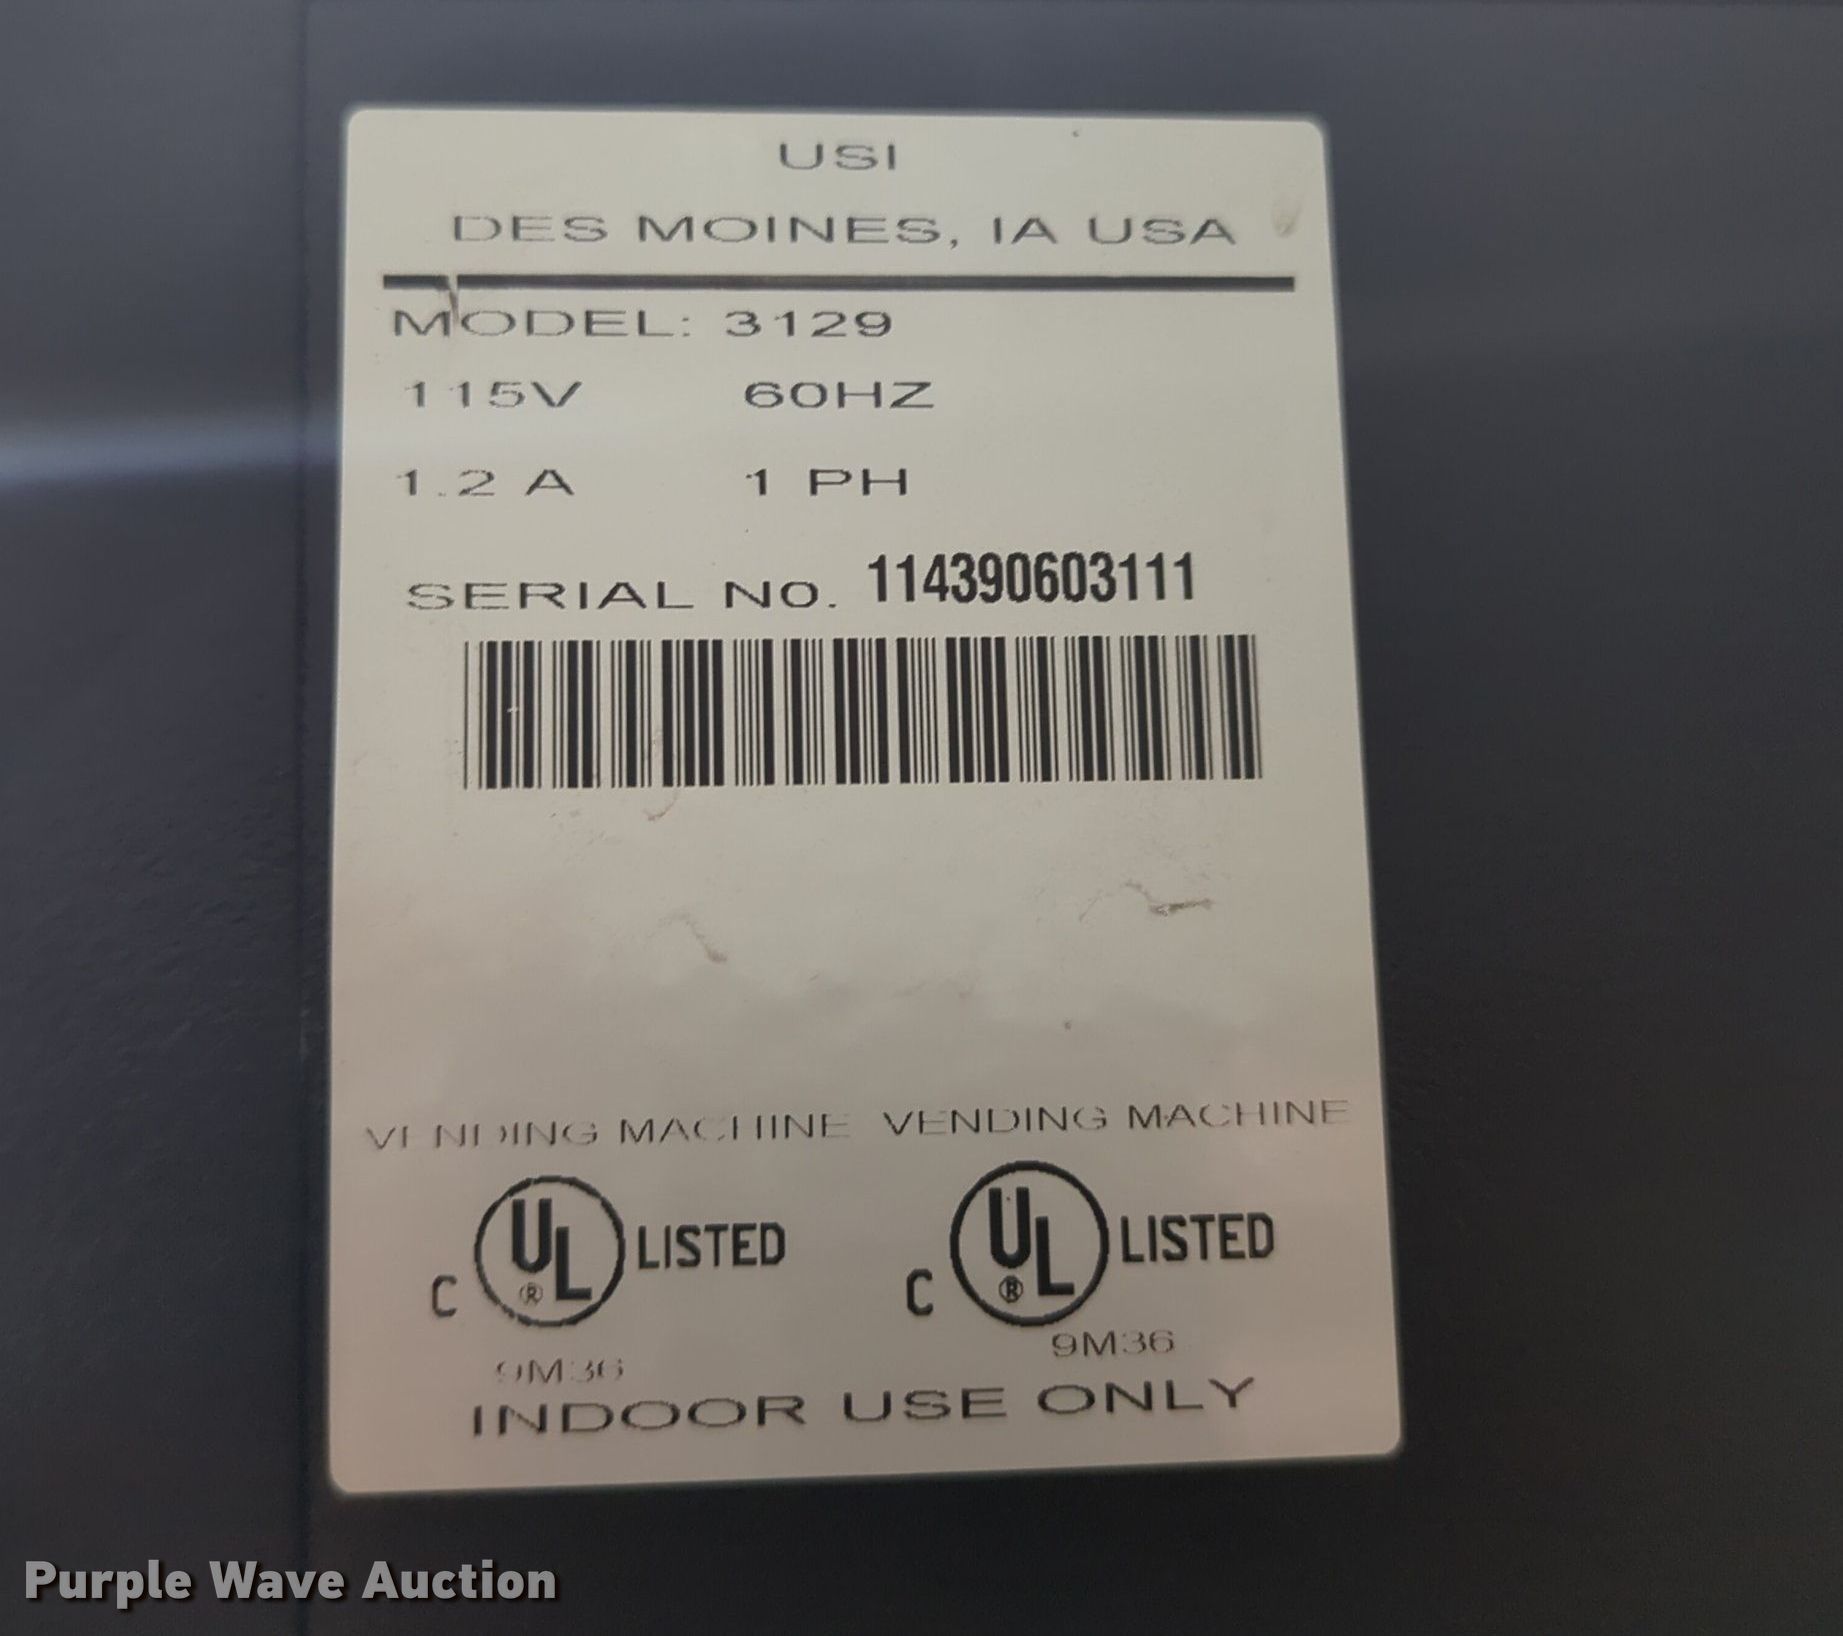 USI
DES MOINES, IA USA
MODEL: 3129
115V 60HZ
1.2 A 1 PH
SERIAL NO. 114390603111
VENDING MACHINE VENDING MACHINE
C UL ® LISTED C UL ® LISTED
9M36 9M36
INDOOR USE ONLY
Purple Wave Auction